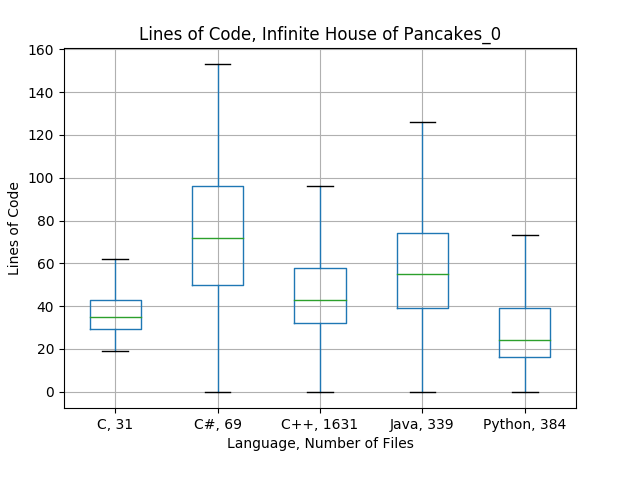 Lines of Code, Infinite House of Pancakes_0
160
140
120
100
80
60
40
20
0
Lines of Code
C, 31
C#, 69
C++, 1631
Java, 339
Python, 384
Language, Number of Files